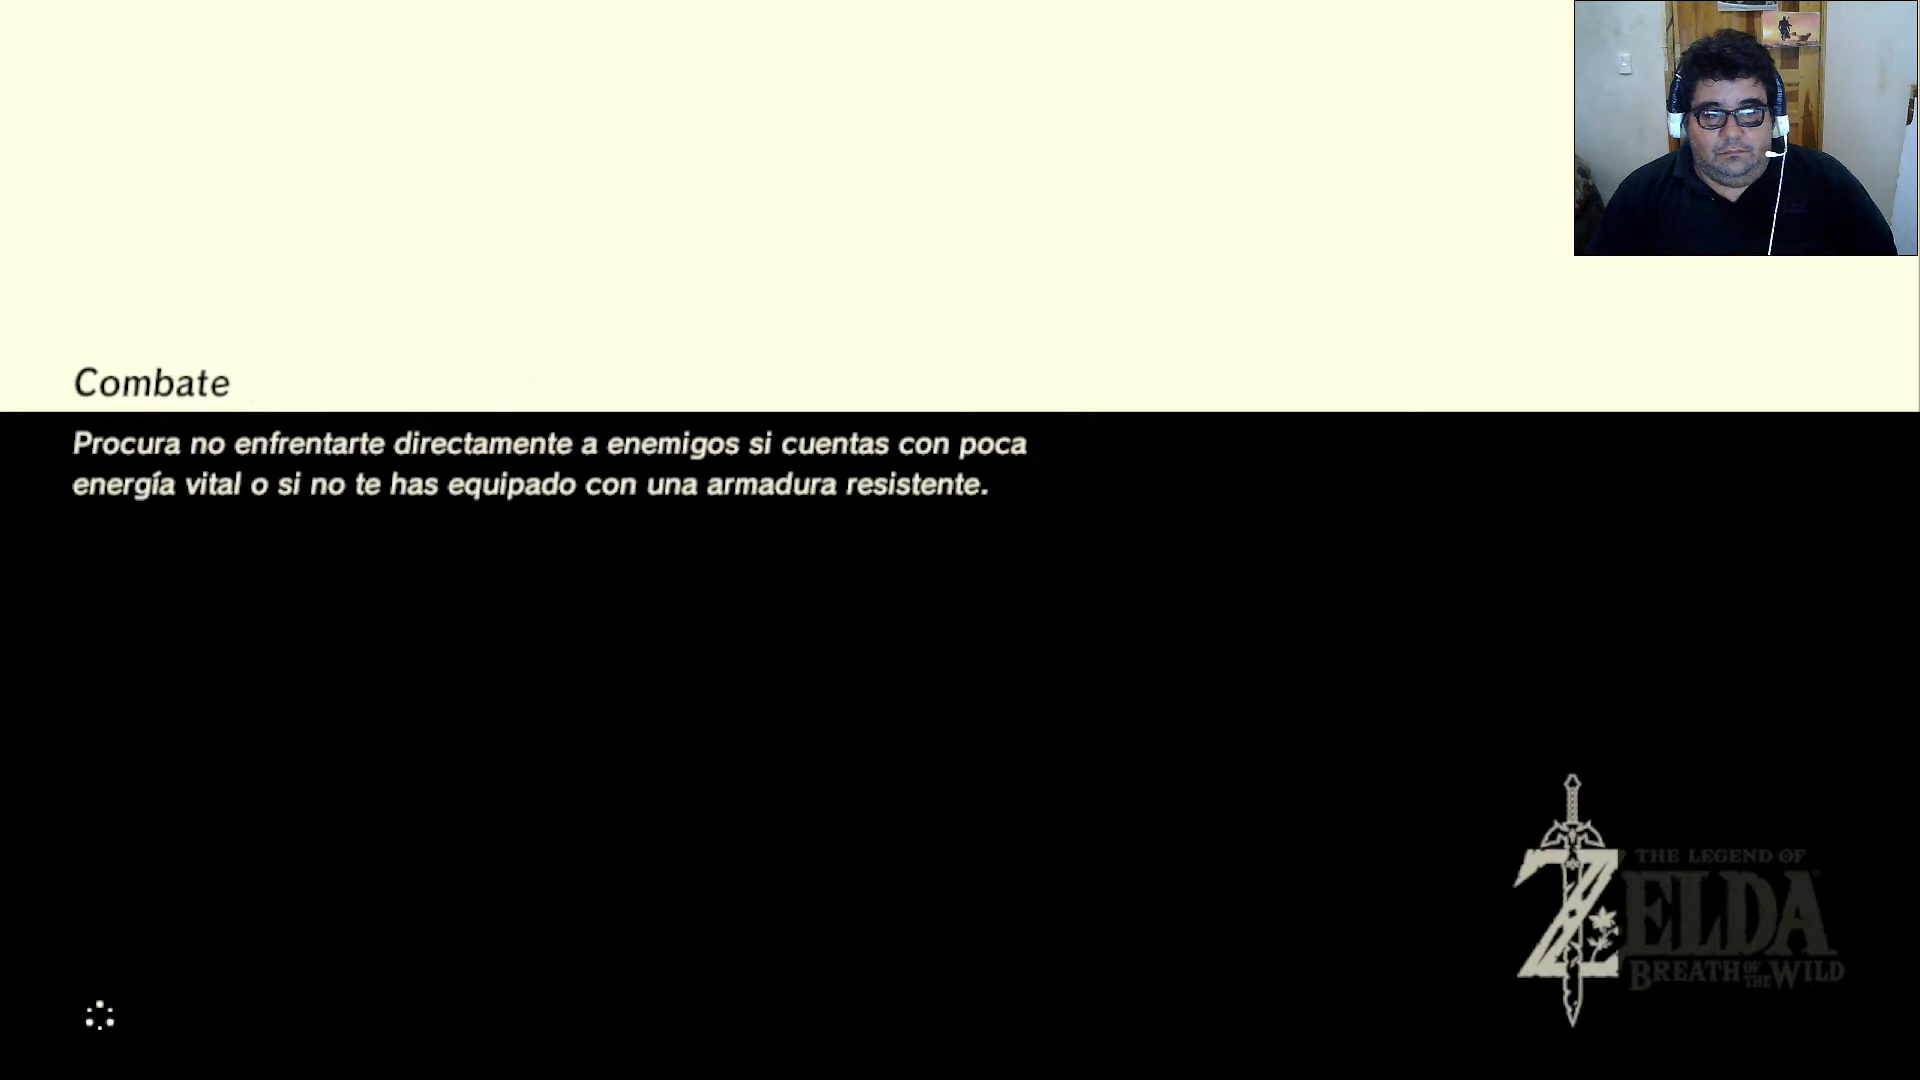 Combate
Procura no enfrentarte directamente a enemigos si cuentas con poca
energía vital o si no te has equipado con una armadura resistente.
THE LEGEND OF
ZELDA
BREATH OF THE WILD